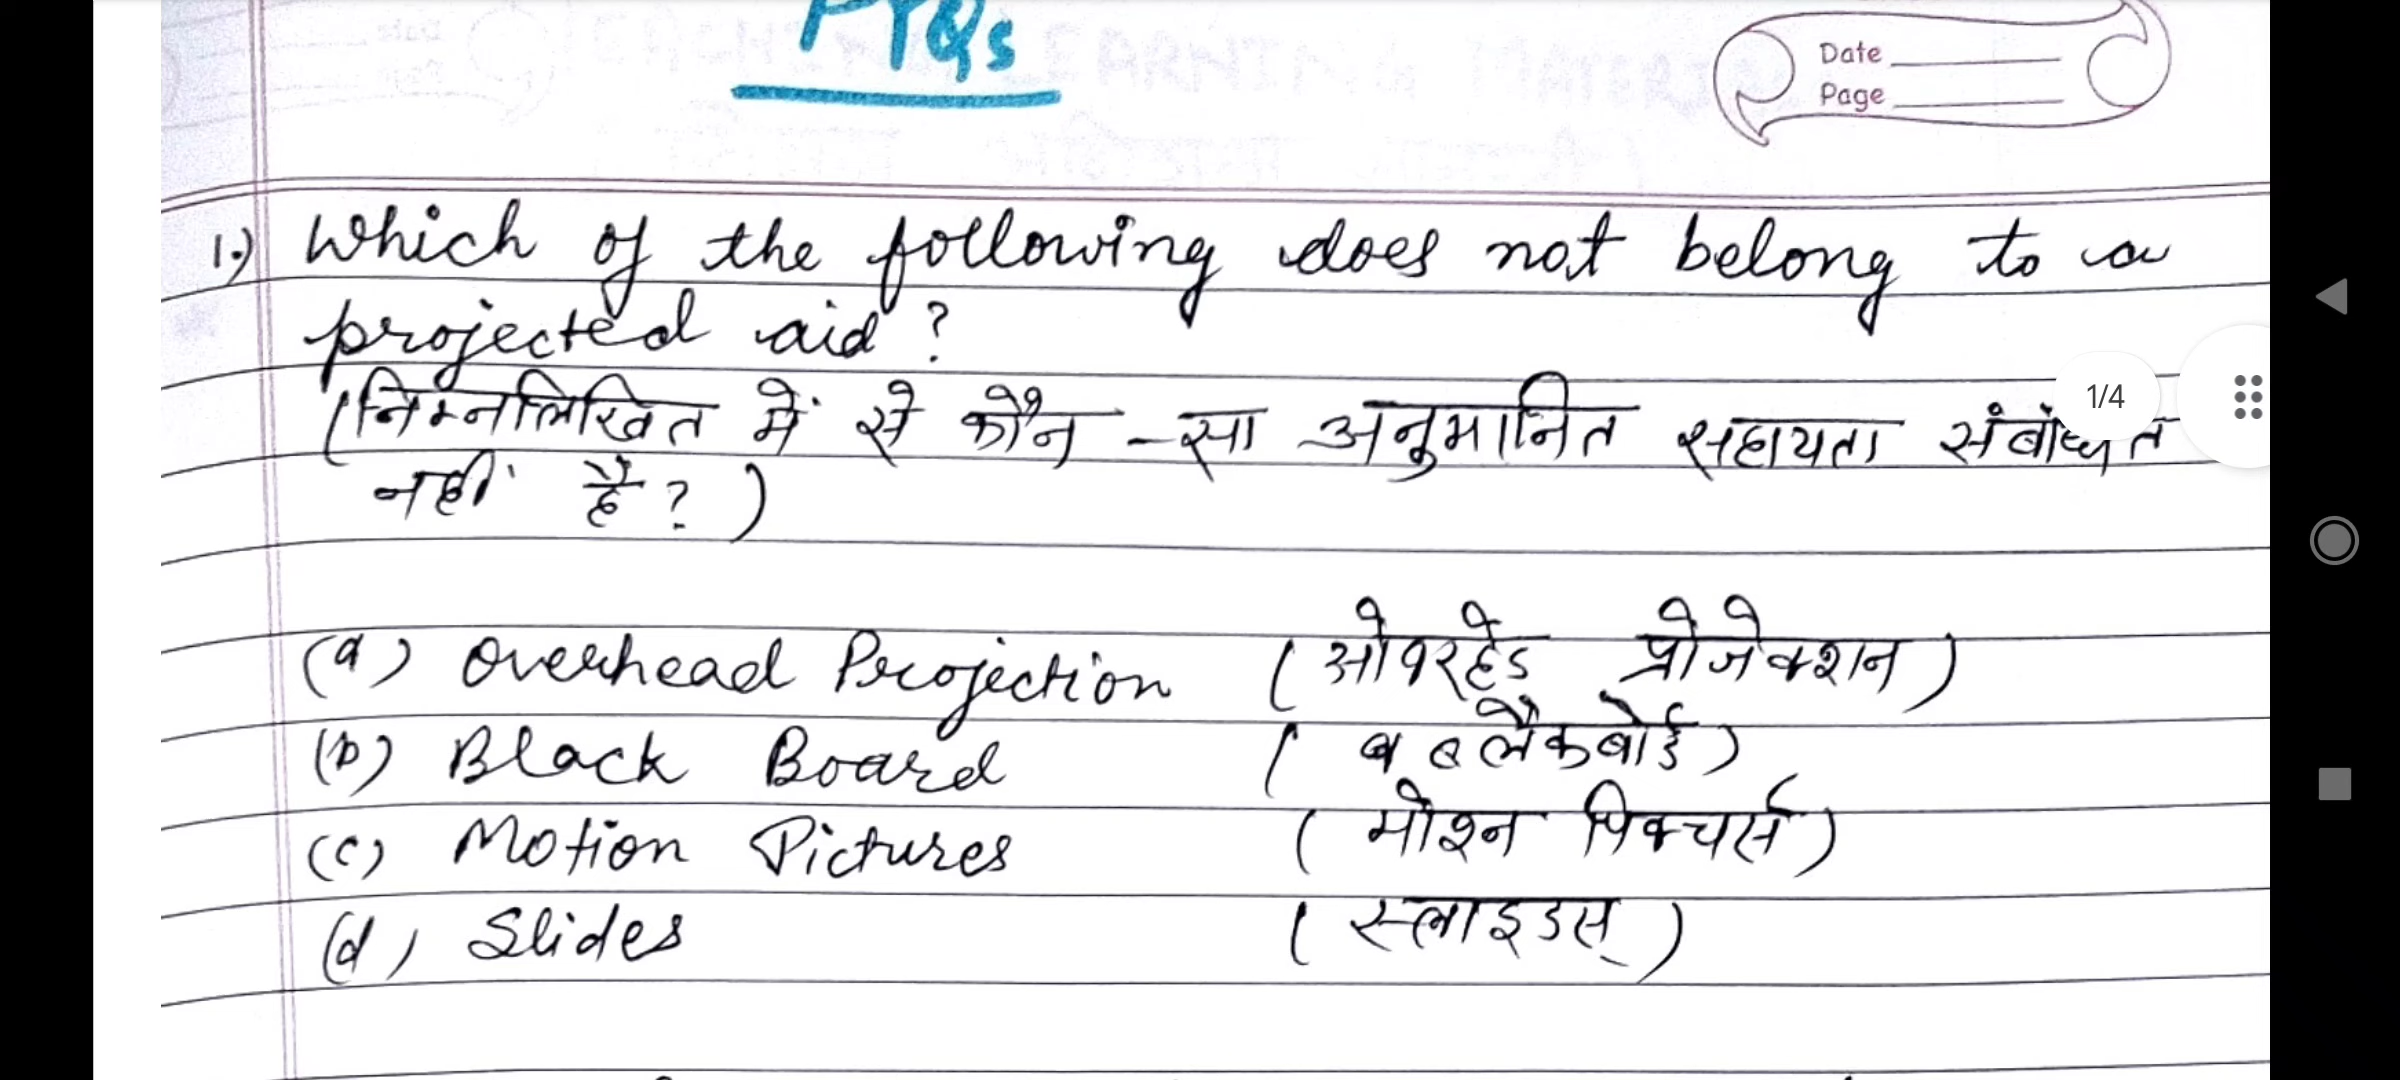 PYQs
Date
Page
1.) Which of the following does not belong to a
projected aid ?
(निम्नलिखित में से कौन - सा अनुमानित सहायता संबंधित
1/4
नहीं है ? )
(a) Overhead Projection ( ओवरहेड प्रोजेक्शन )
(b) Black Board ( ब्लैकबोर्ड )
(c) Motion Pictures ( मोशन पिक्चर्स )
(d) Slides ( स्लाइडस् )